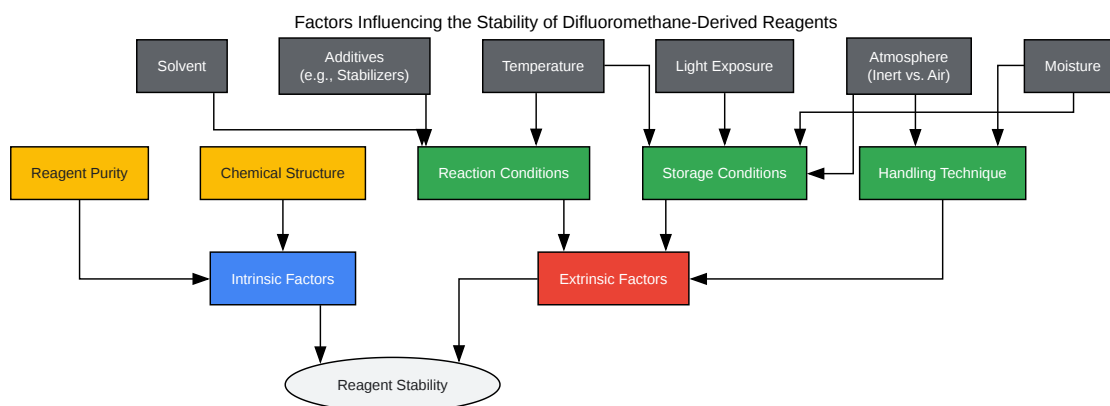 Factors Influencing the Stability of Difluoromethane-Derived Reagents
Solvent
Additives
(e.g., Stabilizers)
Temperature
Light Exposure
Atmosphere
(Inert vs. Air)
Moisture
Reagent Purity
Chemical Structure
Reaction Conditions
Storage Conditions
Handling Technique
Intrinsic Factors
Extrinsic Factors
Reagent Stability